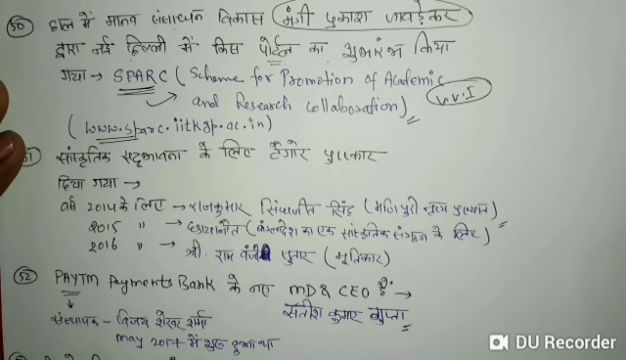 50) हाल में मानव संसाधन विकास मंत्री प्रकाश जावड़ेकर
द्वारा नई दिल्ली में किस पोर्टल का शुभारंभ किया
गया → SPARC (Scheme for Promotion of Academic
and Research Collaboration) V.V.I
(www.sparc.iitkgp.ac.in)
51 सांस्कृतिक सद्भावना के लिए टैगोर पुरस्कार
दिया गया →
वर्ष 2014 के लिए → राजकुमार सिंघाजीत सिंह (मणिपुरी नृत्य)
2015 " → छायानौत (बंग्लादेश का एक सांस्कृतिक संगठन के लिए)
2016 " → श्री. राम वंजी सुतार (मूर्तिकार)
52) PAYTM Payments Bank के नए MD & CEO हैं →
संस्थापक - विजय शेखर शर्मा सतीश कुमार गुप्ता
May 2017 में शुरू हुआ था
DU Recorder